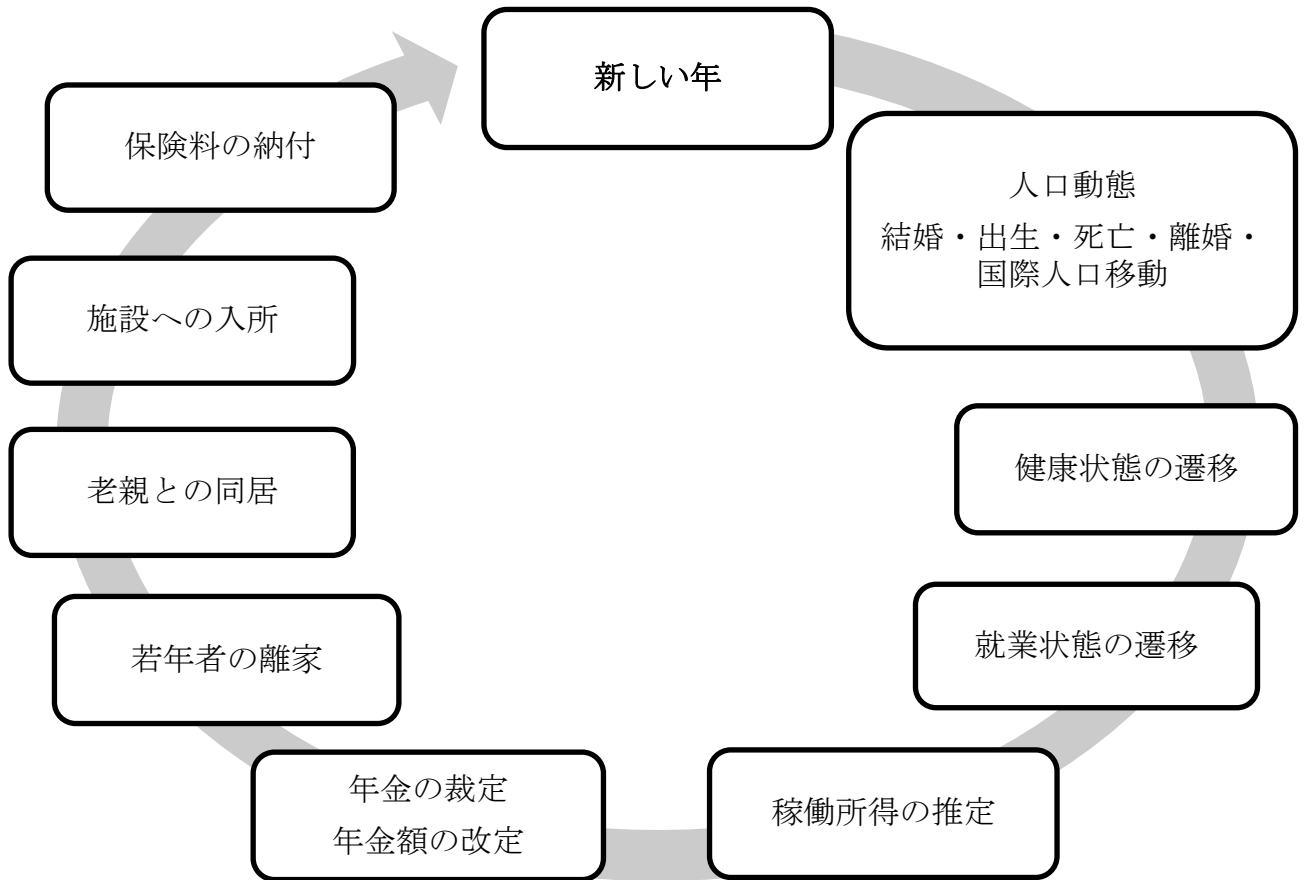 新しい年
人口動態
結婚・出生・死亡・離婚・
国際人口移動
健康状態の遷移
就業状態の遷移
稼働所得の推定
年金の裁定
年金額の改定
若年者の離家
老親との同居
施設への入所
保険料の納付